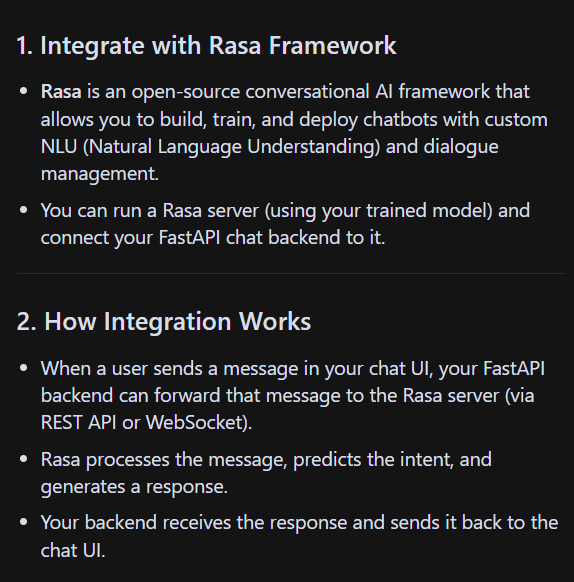 1. Integrate with Rasa Framework
• Rasa is an open-source conversational AI framework that
allows you to build, train, and deploy chatbots with custom
NLU (Natural Language Understanding) and dialogue
management.
• You can run a Rasa server (using your trained model) and
connect your FastAPI chat backend to it.
2. How Integration Works
• When a user sends a message in your chat UI, your FastAPI
backend can forward that message to the Rasa server (via
REST API or WebSocket).
• Rasa processes the message, predicts the intent, and
generates a response.
• Your backend receives the response and sends it back to the
chat UI.